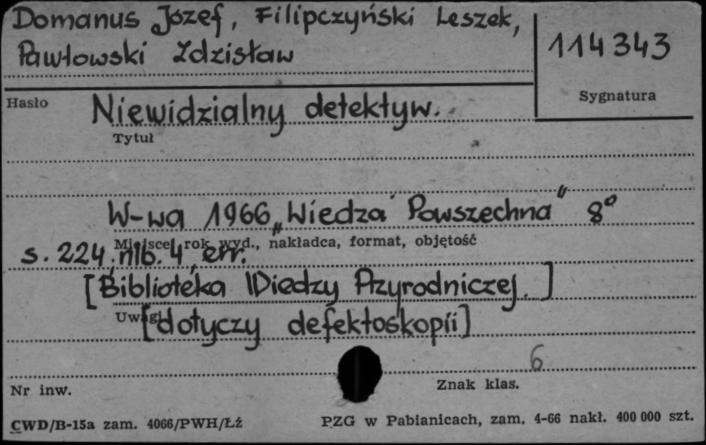 Domanus Józef, Filipczyński Leszek,
Pawłowski Zdzisław
114343
Hasło
Sygnatura
Niewidzialny detektyw.
Tytuł
W-wa 1966 „Wiedza Powszechna" 8°
Miejsce, rok wyd., nakładca, format, objętość
s. 224, nlb. 4, err.
[Biblioteka Wiedzy Przyrodniczej.]
Uwagi
[dotyczy defektoskopii]
6
Nr inw.
Znak klas.
CWD/B-15a zam. 4066/PWH/Łź
PZG w Pabianicach, zam. 4-66 nakł. 400 000 szt.